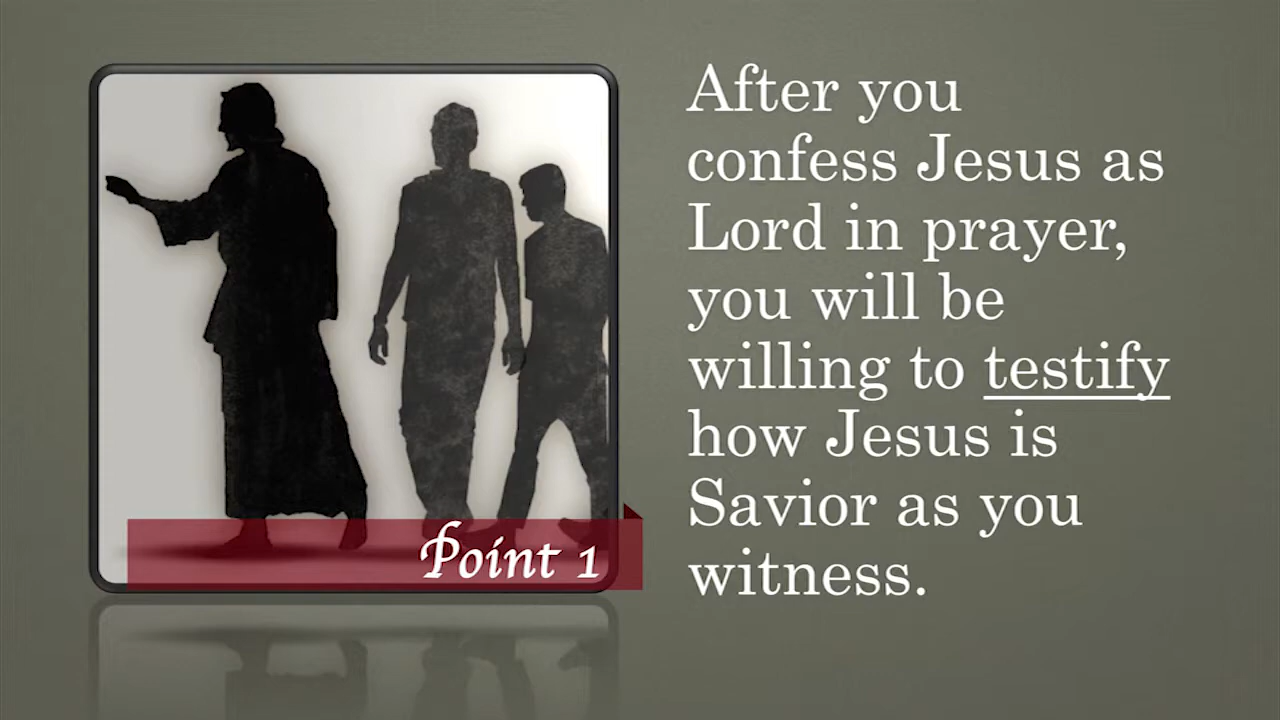 After you
confess Jesus as
Lord in prayer,
you will be
willing to testify
how Jesus is
Savior as you
witness.
Point 1